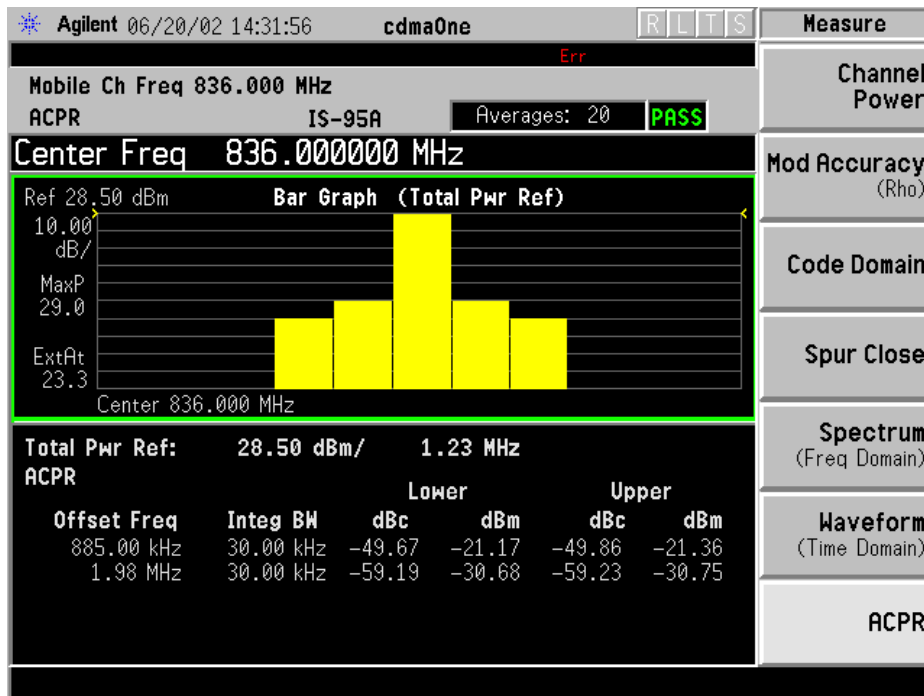 Agilent 06/20/02 14:31:56 cdmaOne R L T S
Err
Mobile Ch Freq 836.000 MHz
ACPR IS-95A Averages: 20 PASS
Center Freq 836.000000 MHz
Ref 28.50 dBm Bar Graph (Total Pwr Ref)
10.00
dB/
MaxP
29.0
ExtAt
23.3
Center 836.000 MHz
Total Pwr Ref: 28.50 dBm/ 1.23 MHz
ACPR
Lower Upper
Offset Freq Integ BW dBc dBm dBc dBm
885.00 kHz 30.00 kHz -49.67 -21.17 -49.86 -21.36
1.98 MHz 30.00 kHz -59.19 -30.68 -59.23 -30.75
Measure
Channel
Power
Mod Accuracy
(Rho)
Code Domain
Spur Close
Spectrum
(Freq Domain)
Waveform
(Time Domain)
ACPR